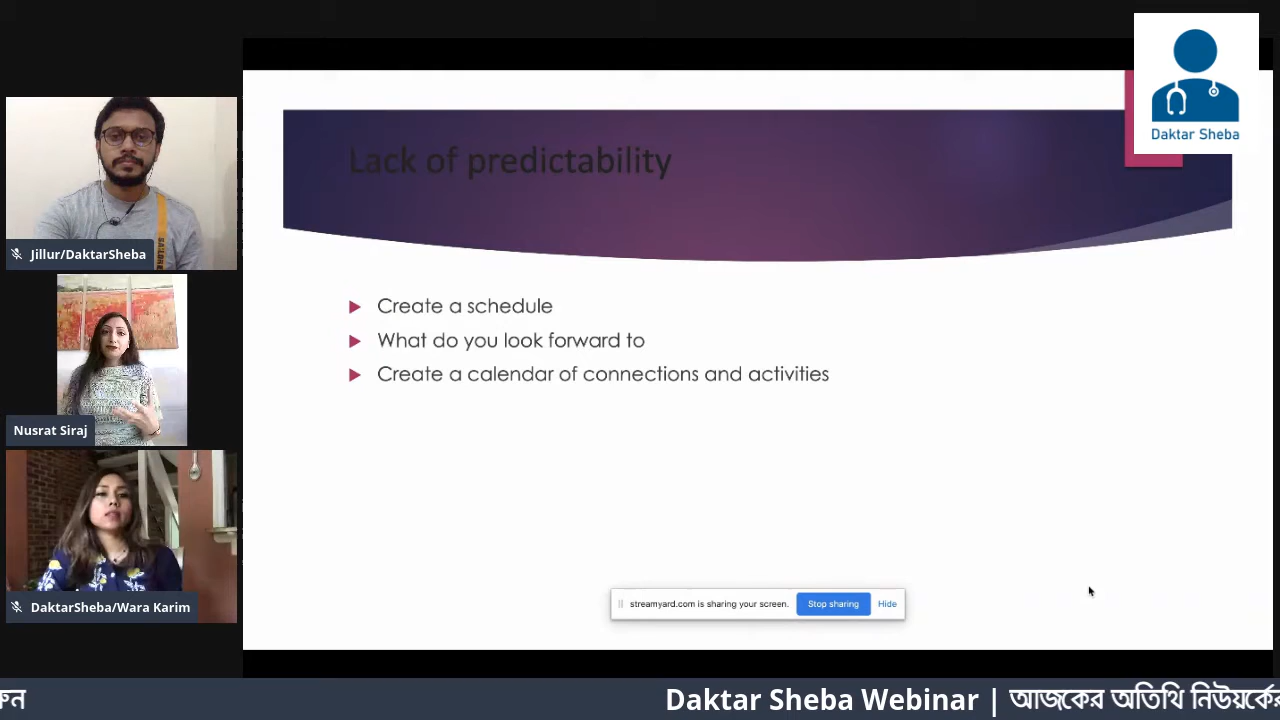 Daktar Sheba
Lack of predictability
Jillur/DaktarSheba
Create a schedule
What do you look forward to
Create a calendar of connections and activities
Nusrat Siraj
DaktarSheba/Wara Karim
streamyard.com is sharing your screen. Stop sharing Hide
Daktar Sheba Webinar | আজকের অতিথি নিউয়র্কের